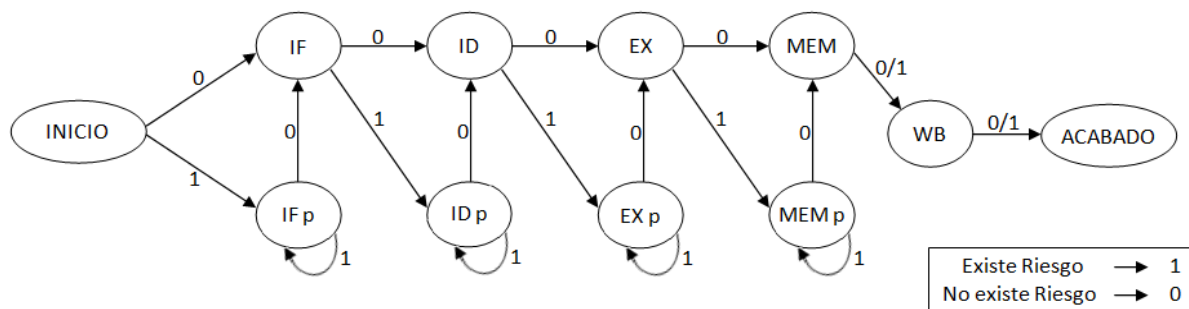 IF 0 ID 0 EX 0 MEM
0 0/1
INICIO 0 1 0 1 0 1 0 WB 0/1 ACABADO
1
IF p ID p EX p MEM p
1 1 1 1
Existe Riesgo 1
No existe Riesgo 0